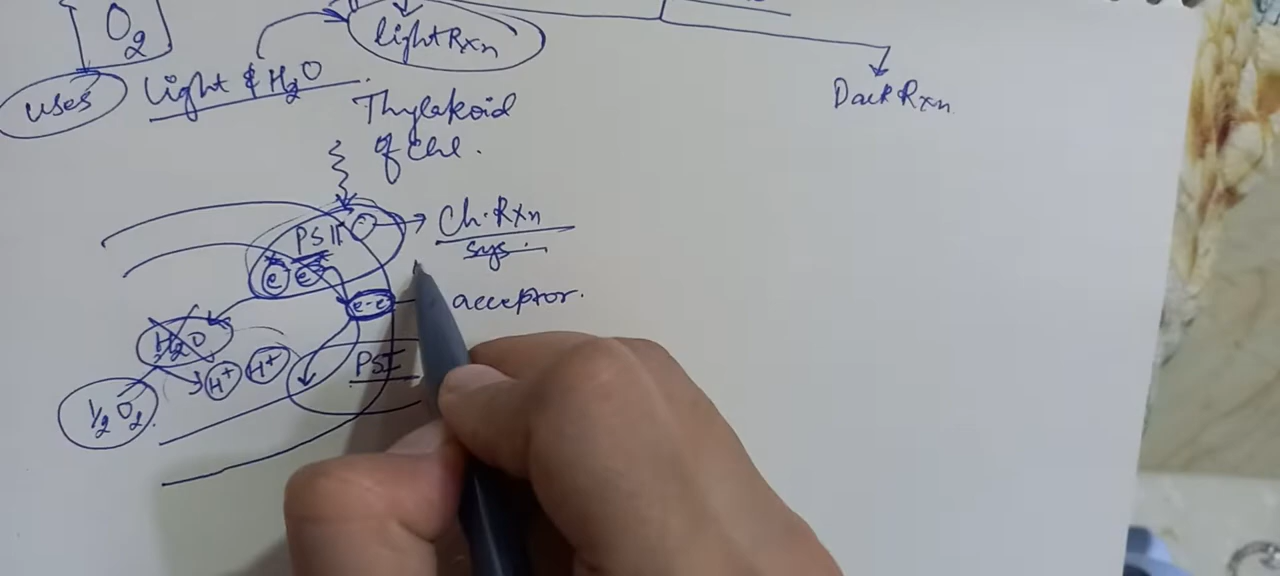 O2
light Rxn
uses
light & H2O
Dark Rxn
Thylakoid
of chl.
PS II
Ch. Rxn
sys.
e e
e-e
acceptor.
H2O
PSI
H+ H+
1/2 O2